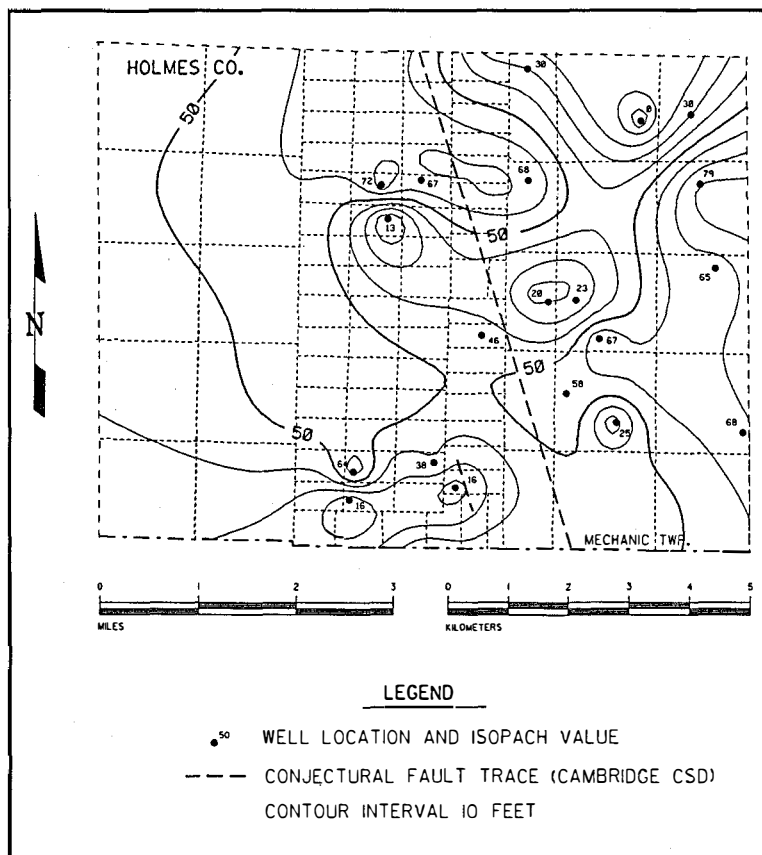 HOLMES CO.
30
0
30
50
72
67
68
79
13
50
65
20
23
46
67
50
58
50
25
68
64
38
16
16
MECHANIC TWP.
N
0 1 2 3
MILES
0 1 2 3 4 5
KILOMETERS
LEGEND
50 WELL LOCATION AND ISOPACH VALUE
CONJECTURAL FAULT TRACE (CAMBRIDGE CSD)
CONTOUR INTERVAL 10 FEET